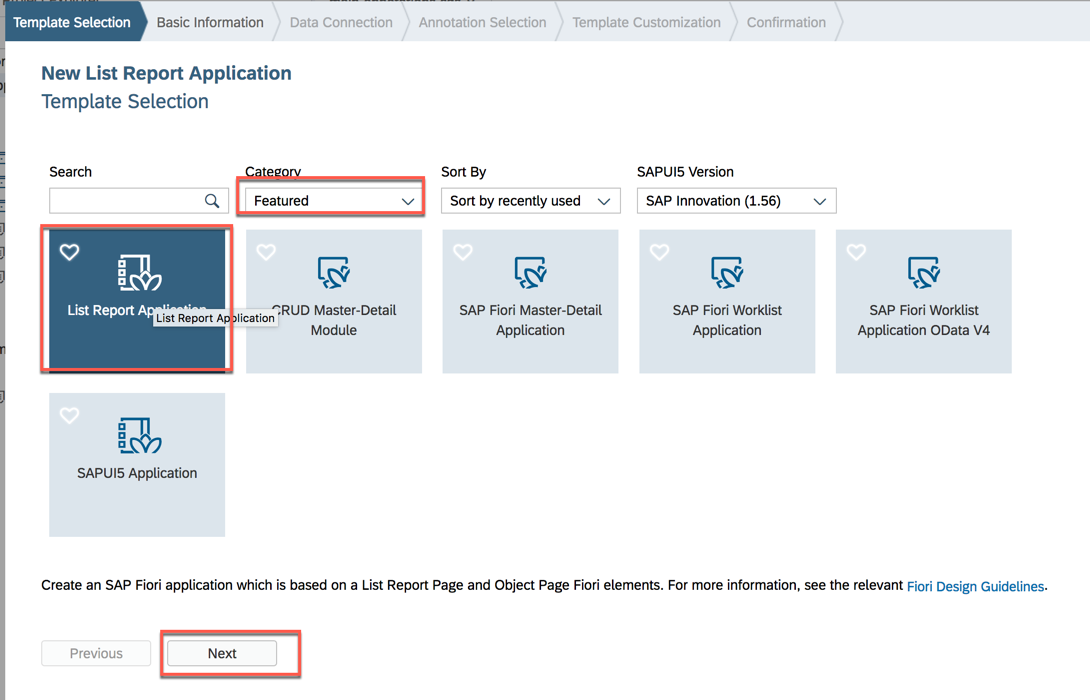 Template Selection
Basic Information
Data Connection
Annotation Selection
Template Customization
Confirmation
New List Report Application
Template Selection
Search
Category
Sort By
SAPUI5 Version
Featured
Sort by recently used
SAP Innovation (1.56)
List Report Application
List Report Application
CRUD Master-Detail
Module
SAP Fiori Master-Detail
Application
SAP Fiori Worklist
Application
SAP Fiori Worklist
Application OData V4
SAPUI5 Application
Create an SAP Fiori application which is based on a List Report Page and Object Page Fiori elements. For more information, see the relevant Fiori Design Guidelines.
Previous
Next